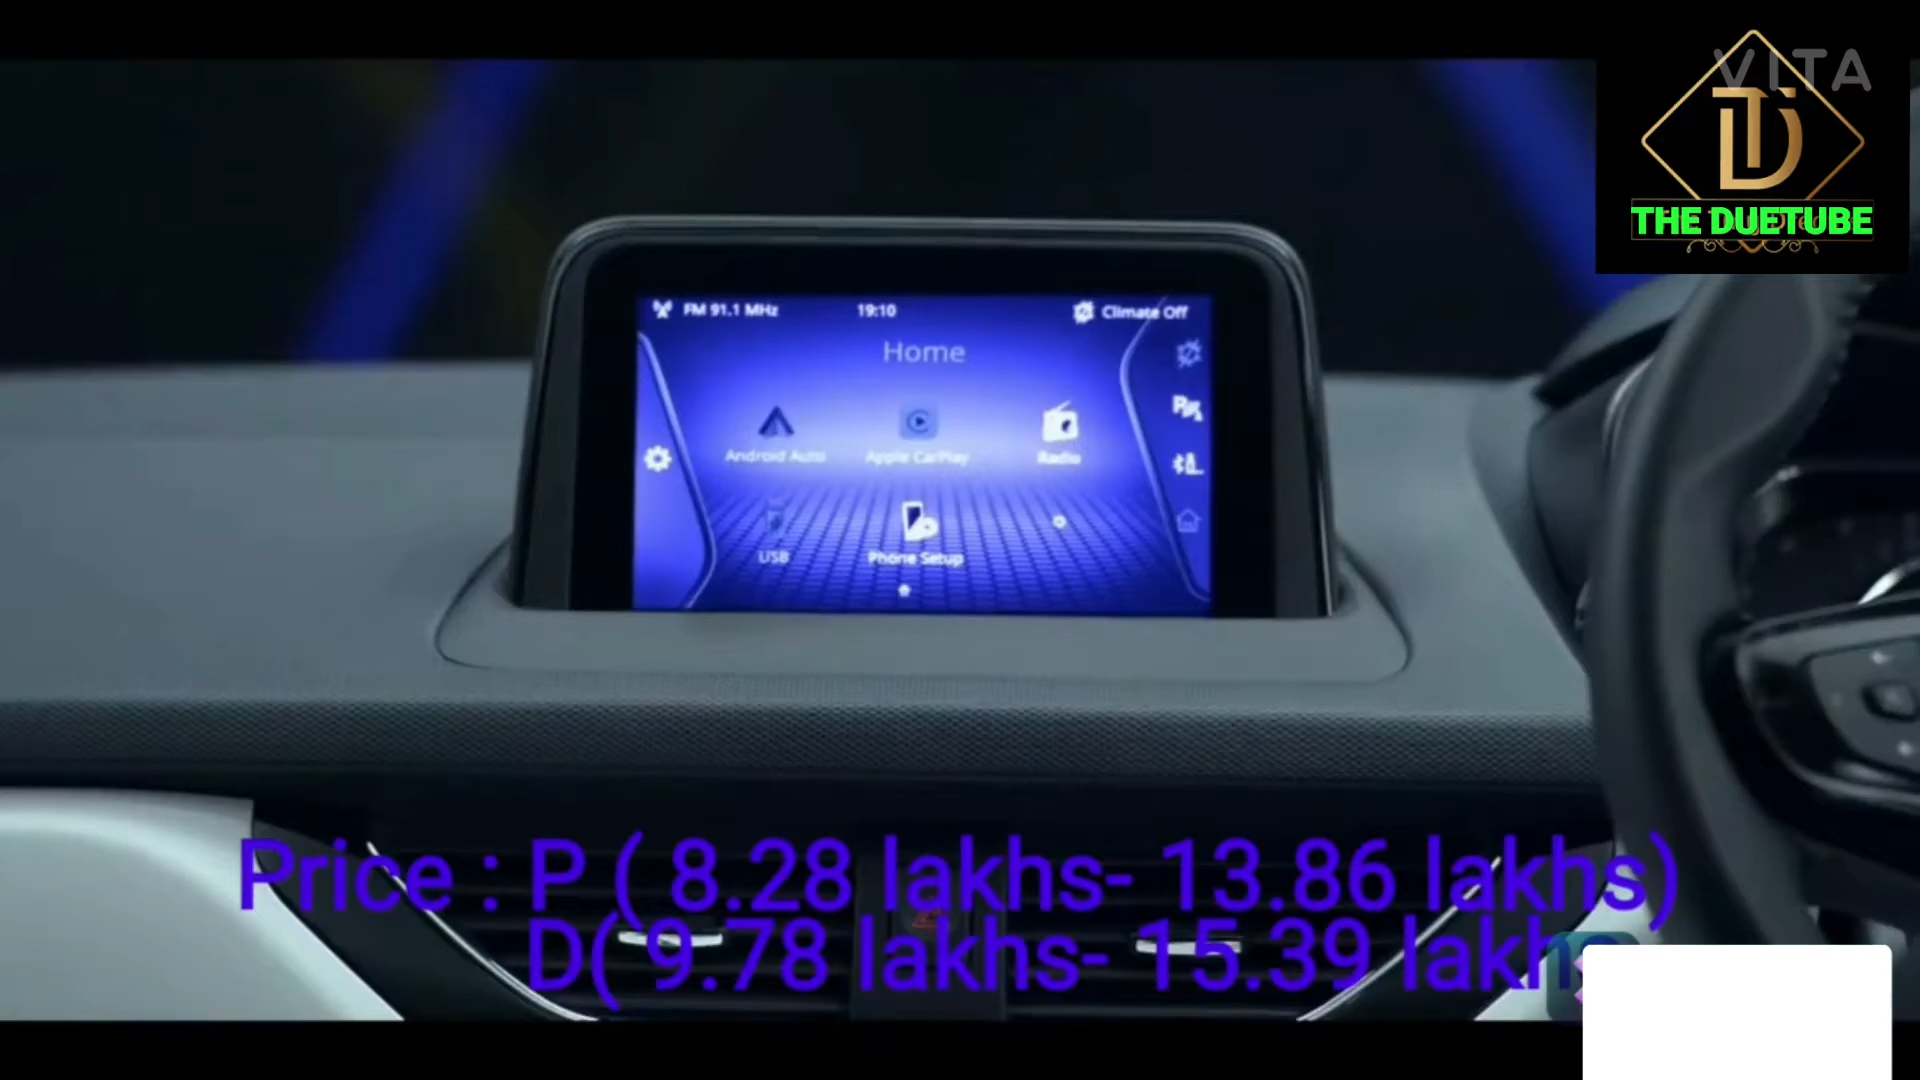 VITA
THE DUETUBE
FM 91.1 MHz 19:10 Climate Off
Home
Android Auto Apple CarPlay Radio
USB Phone Setup
Price : P ( 8.28 lakhs- 13.86 lakhs)
D( 9.78 lakhs- 15.39 lakh